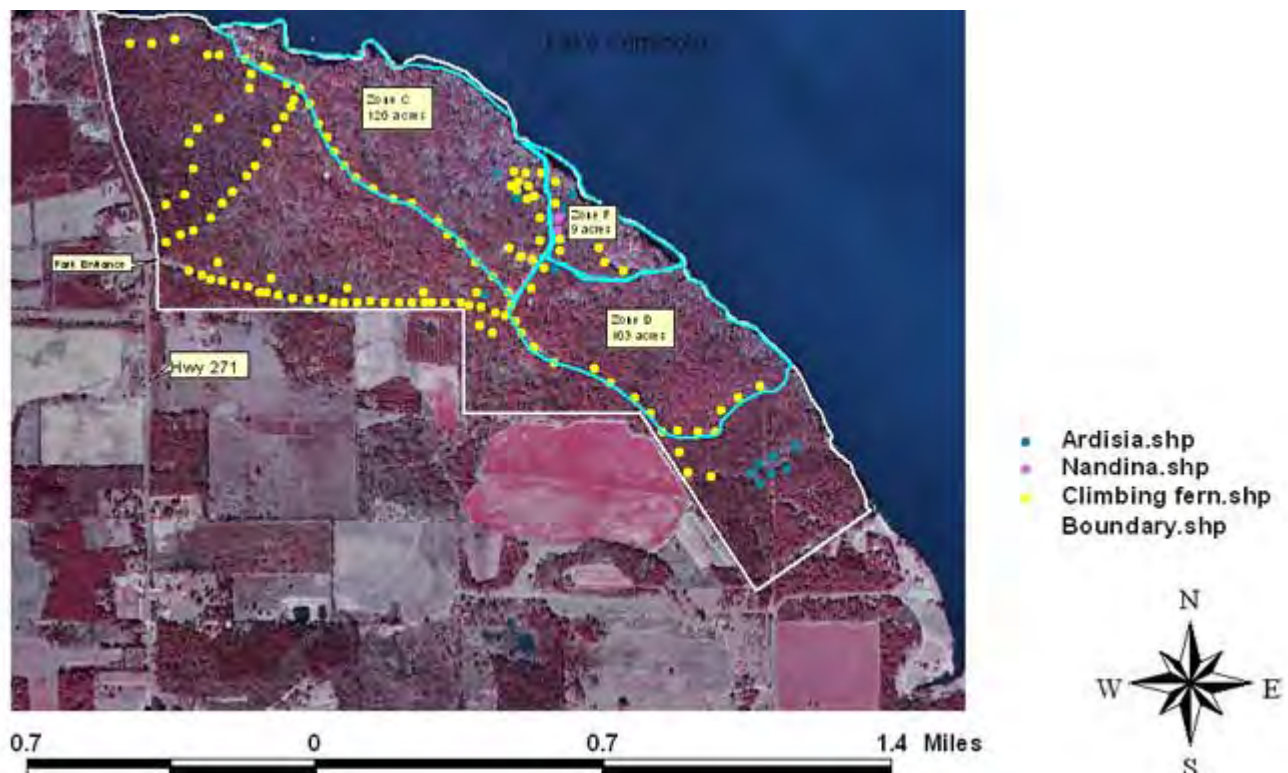 Zone C
126 acres
Zone F
9 acres
Park Entrance
Zone D
163 acres
Hwy 271
Ardisia.shp
Nandina.shp
Climbing fern.shp
Boundary.shp
N
W E
S
0.7 0 0.7 1.4 Miles